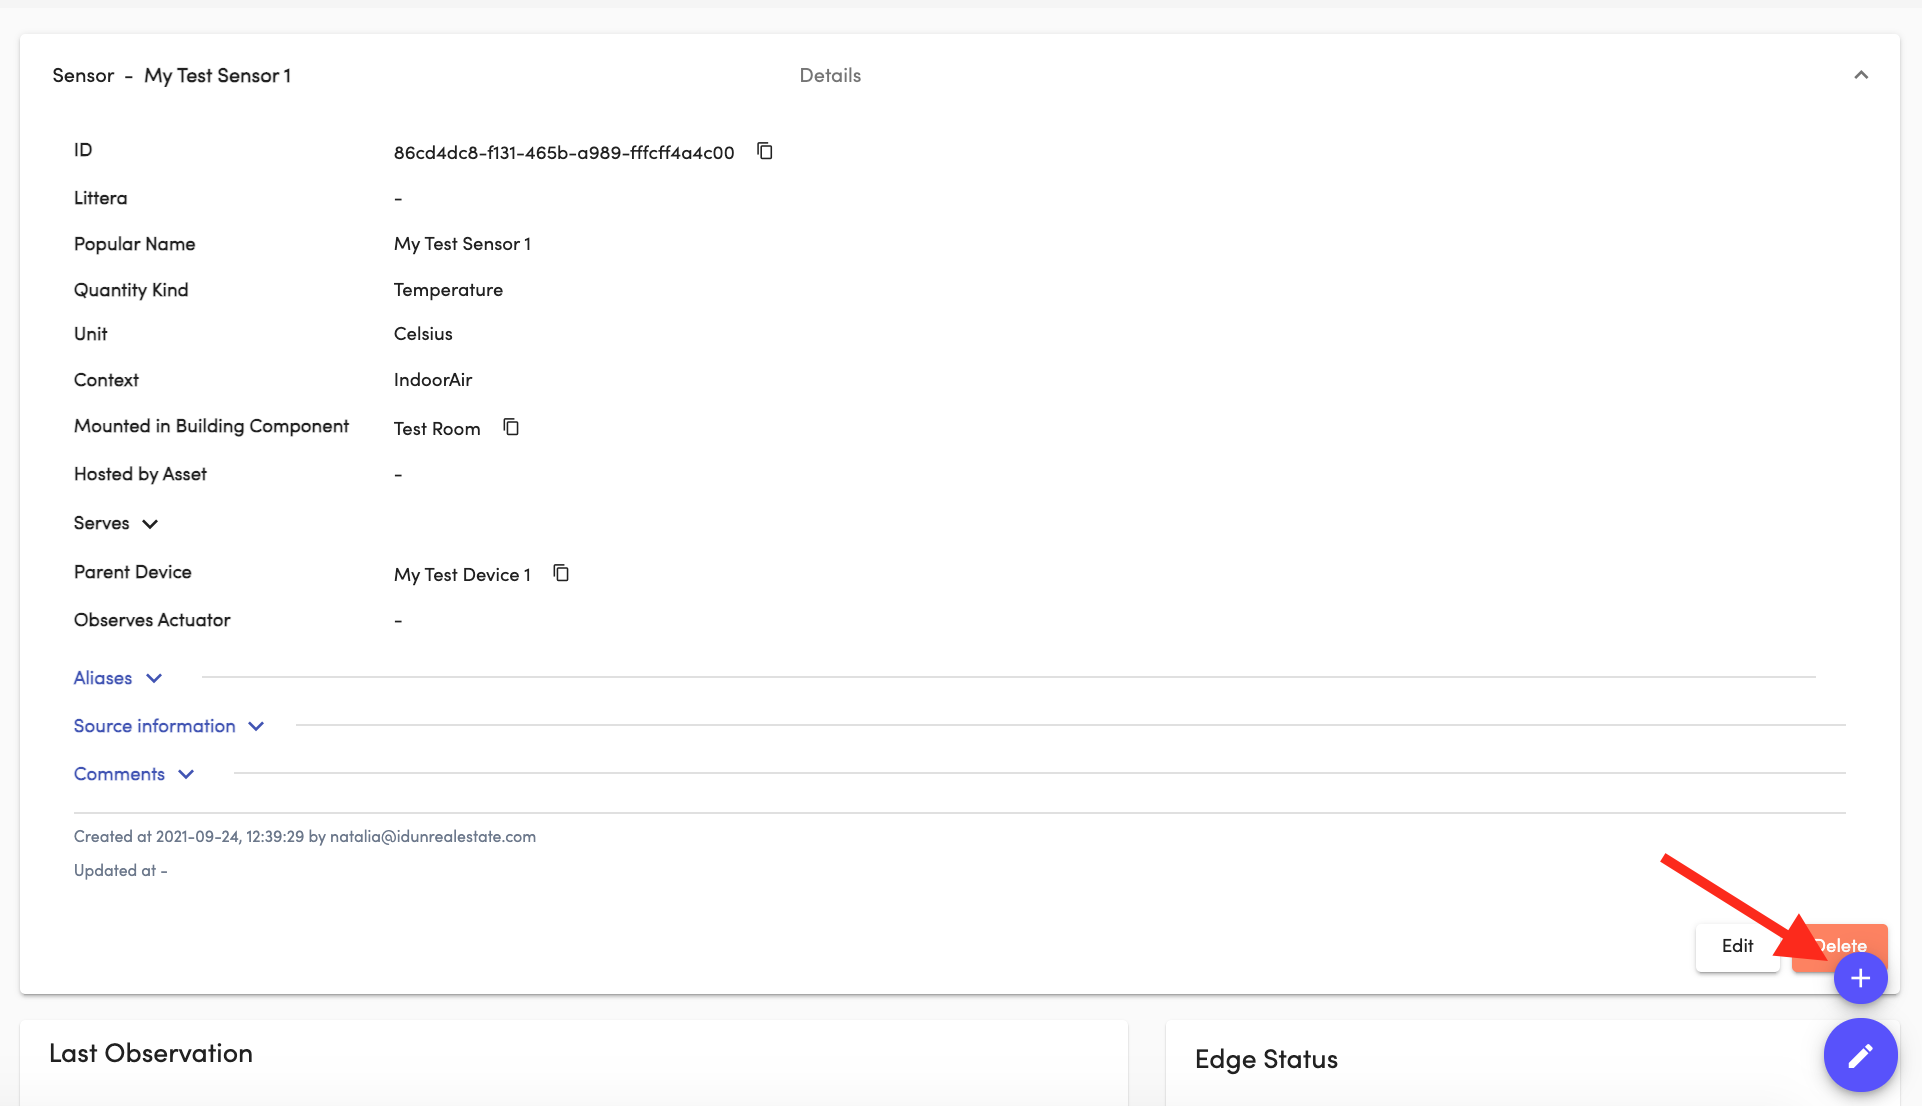 Sensor - My Test Sensor 1 Details
ID 86cd4dc8-f131-465b-a989-fffcff4a4c00
Littera -
Popular Name My Test Sensor 1
Quantity Kind Temperature
Unit Celsius
Context IndoorAir
Mounted in Building Component Test Room
Hosted by Asset -
Serves
Parent Device My Test Device 1
Observes Actuator -
Aliases
Source information
Comments
Created at 2021-09-24, 12:39:29 by natalia@idunrealestate.com
Updated at -
Edit Delete
Last Observation
Edge Status